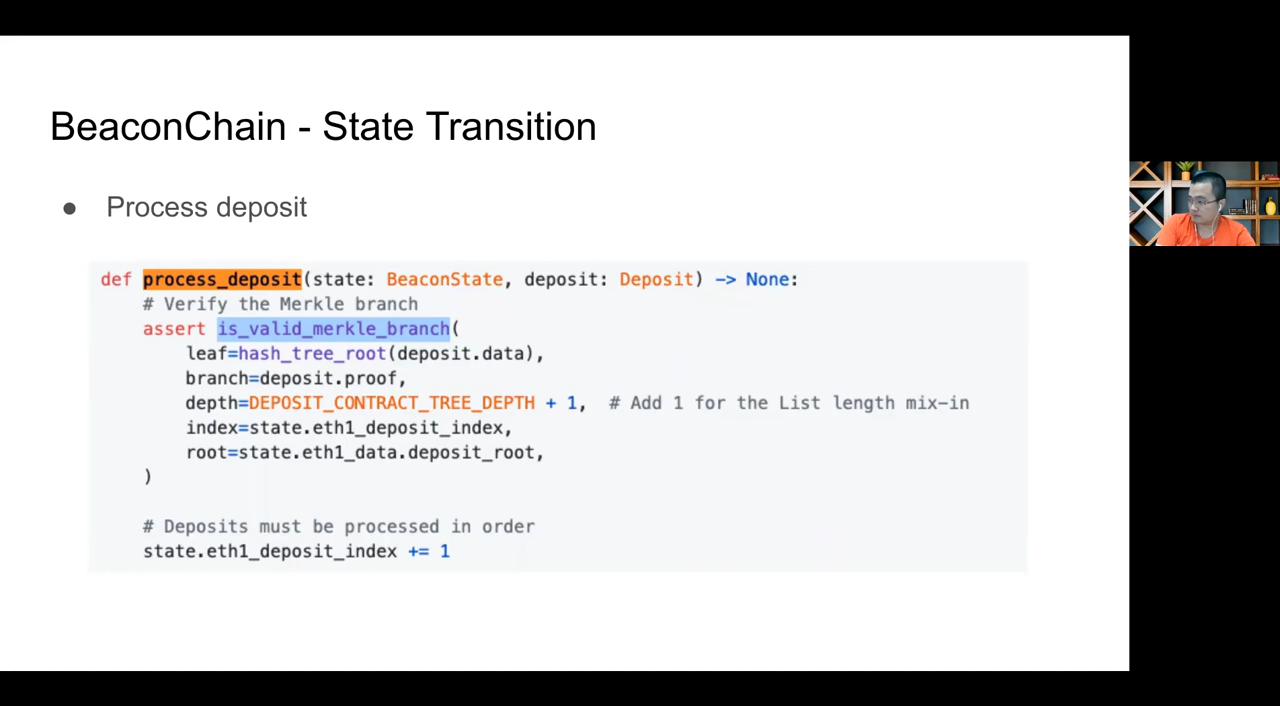 BeaconChain - State Transition
● Process deposit
def process_deposit(state: BeaconState, deposit: Deposit) -> None:
    # Verify the Merkle branch
    assert is_valid_merkle_branch(
        leaf=hash_tree_root(deposit.data),
        branch=deposit.proof,
        depth=DEPOSIT_CONTRACT_TREE_DEPTH + 1,  # Add 1 for the List length mix-in
        index=state.eth1_deposit_index,
        root=state.eth1_data.deposit_root,
    )
    # Deposits must be processed in order
    state.eth1_deposit_index += 1